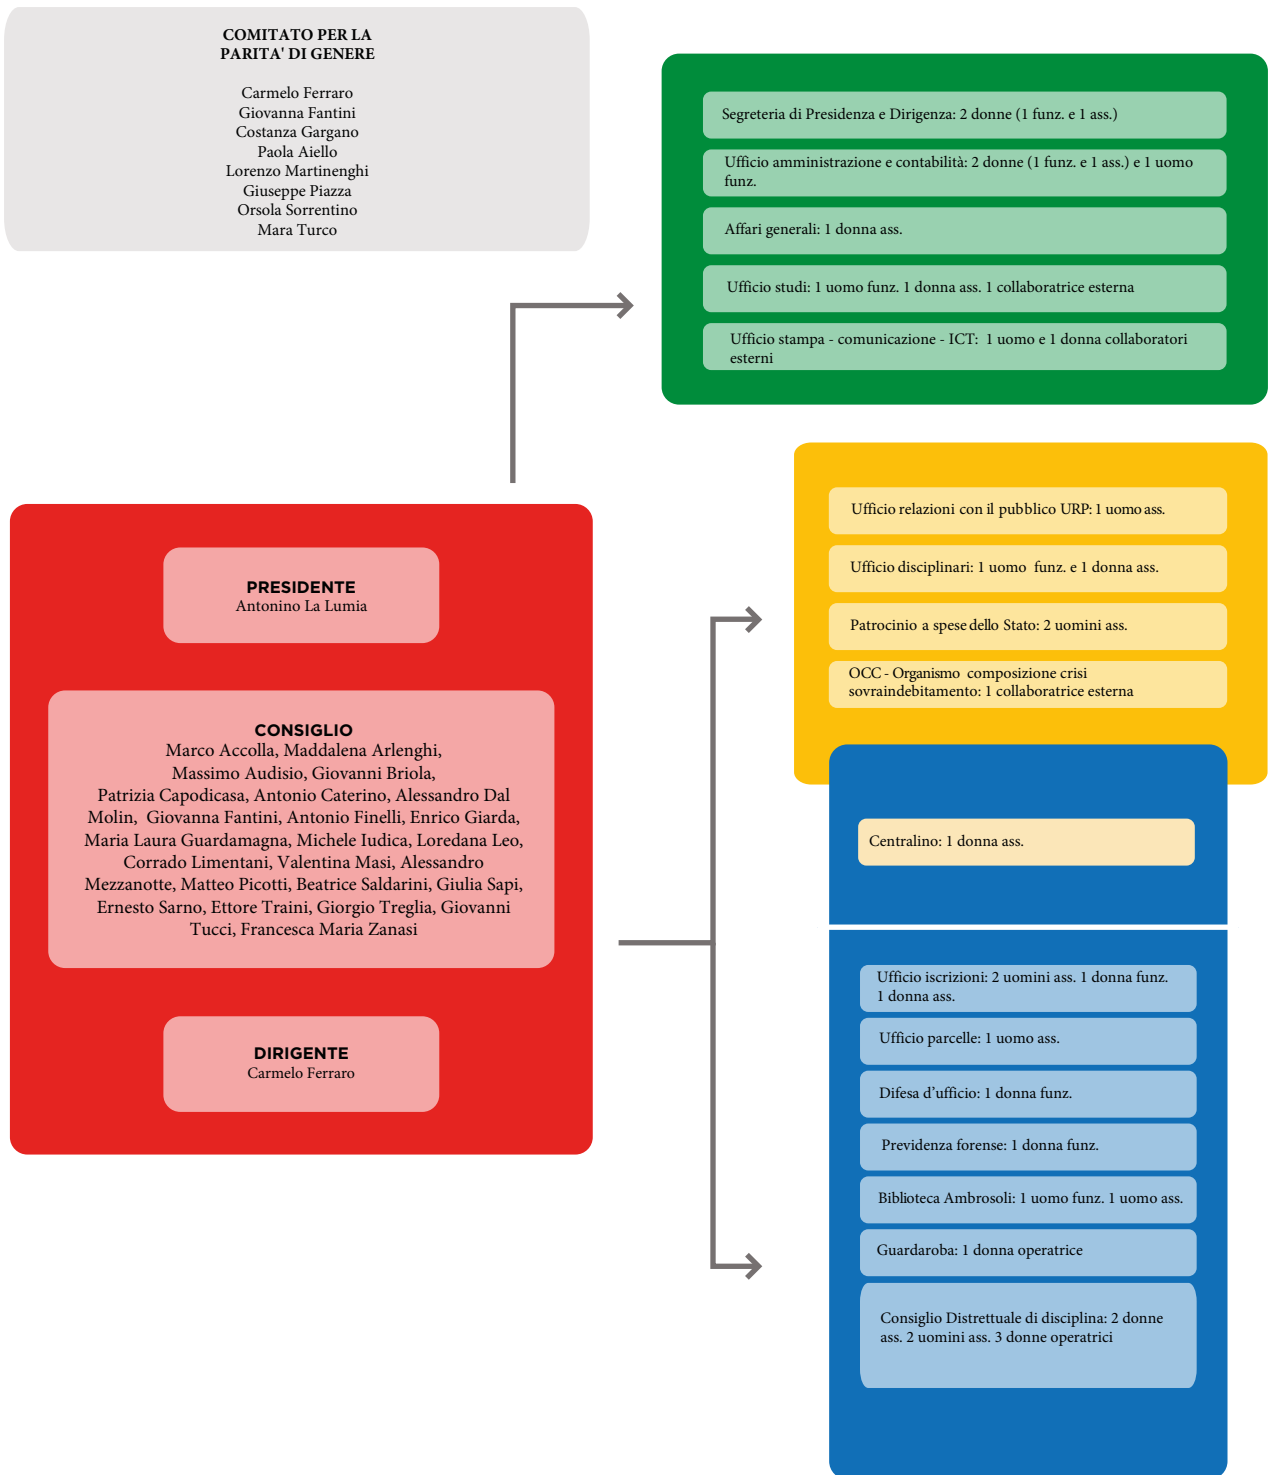 COMITATO PER LA
PARITA' DI GENERE
Carmelo Ferraro
Giovanna Fantini
Costanza Gargano
Paola Aiello
Lorenzo Martinenghi
Giuseppe Piazza
Orsola Sorrentino
Mara Turco
Segreteria di Presidenza e Dirigenza: 2 donne (1 funz. e 1 ass.)
Ufficio amministrazione e contabilità: 2 donne (1 funz. e 1 ass.) e 1 uomo
funz.
Affari generali: 1 donna ass.
Ufficio studi: 1 uomo funz. 1 donna ass. 1 collaboratrice esterna
Ufficio stampa - comunicazione - ICT: 1 uomo e 1 donna collaboratori
esterni
PRESIDENTE
Antonino La Lumia
CONSIGLIO
Marco Accolla, Maddalena Arlenghi,
Massimo Audisio, Giovanni Briola,
Patrizia Capodicasa, Antonio Caterino, Alessandro Dal
Molin, Giovanna Fantini, Antonio Finelli, Enrico Giarda,
Maria Laura Guardamagna, Michele Iudica, Loredana Leo,
Corrado Limentani, Valentina Masi, Alessandro
Mezzanotte, Matteo Picotti, Beatrice Saldarini, Giulia Sapi,
Ernesto Sarno, Ettore Traini, Giorgio Treglia, Giovanni
Tucci, Francesca Maria Zanasi
DIRIGENTE
Carmelo Ferraro
Ufficio relazioni con il pubblico URP: 1 uomo ass.
Ufficio disciplinari: 1 uomo funz. e 1 donna ass.
Patrocinio a spese dello Stato: 2 uomini ass.
OCC - Organismo composizione crisi
sovraindebitamento: 1 collaboratrice esterna
Centralino: 1 donna ass.
Ufficio iscrizioni: 2 uomini ass. 1 donna funz.
1 donna ass.
Ufficio parcelle: 1 uomo ass.
Difesa d’ufficio: 1 donna funz.
Previdenza forense: 1 donna funz.
Biblioteca Ambrosoli: 1 uomo funz. 1 uomo ass.
Guardaroba: 1 donna operatrice
Consiglio Distrettuale di disciplina: 2 donne
ass. 2 uomini ass. 3 donne operatrici